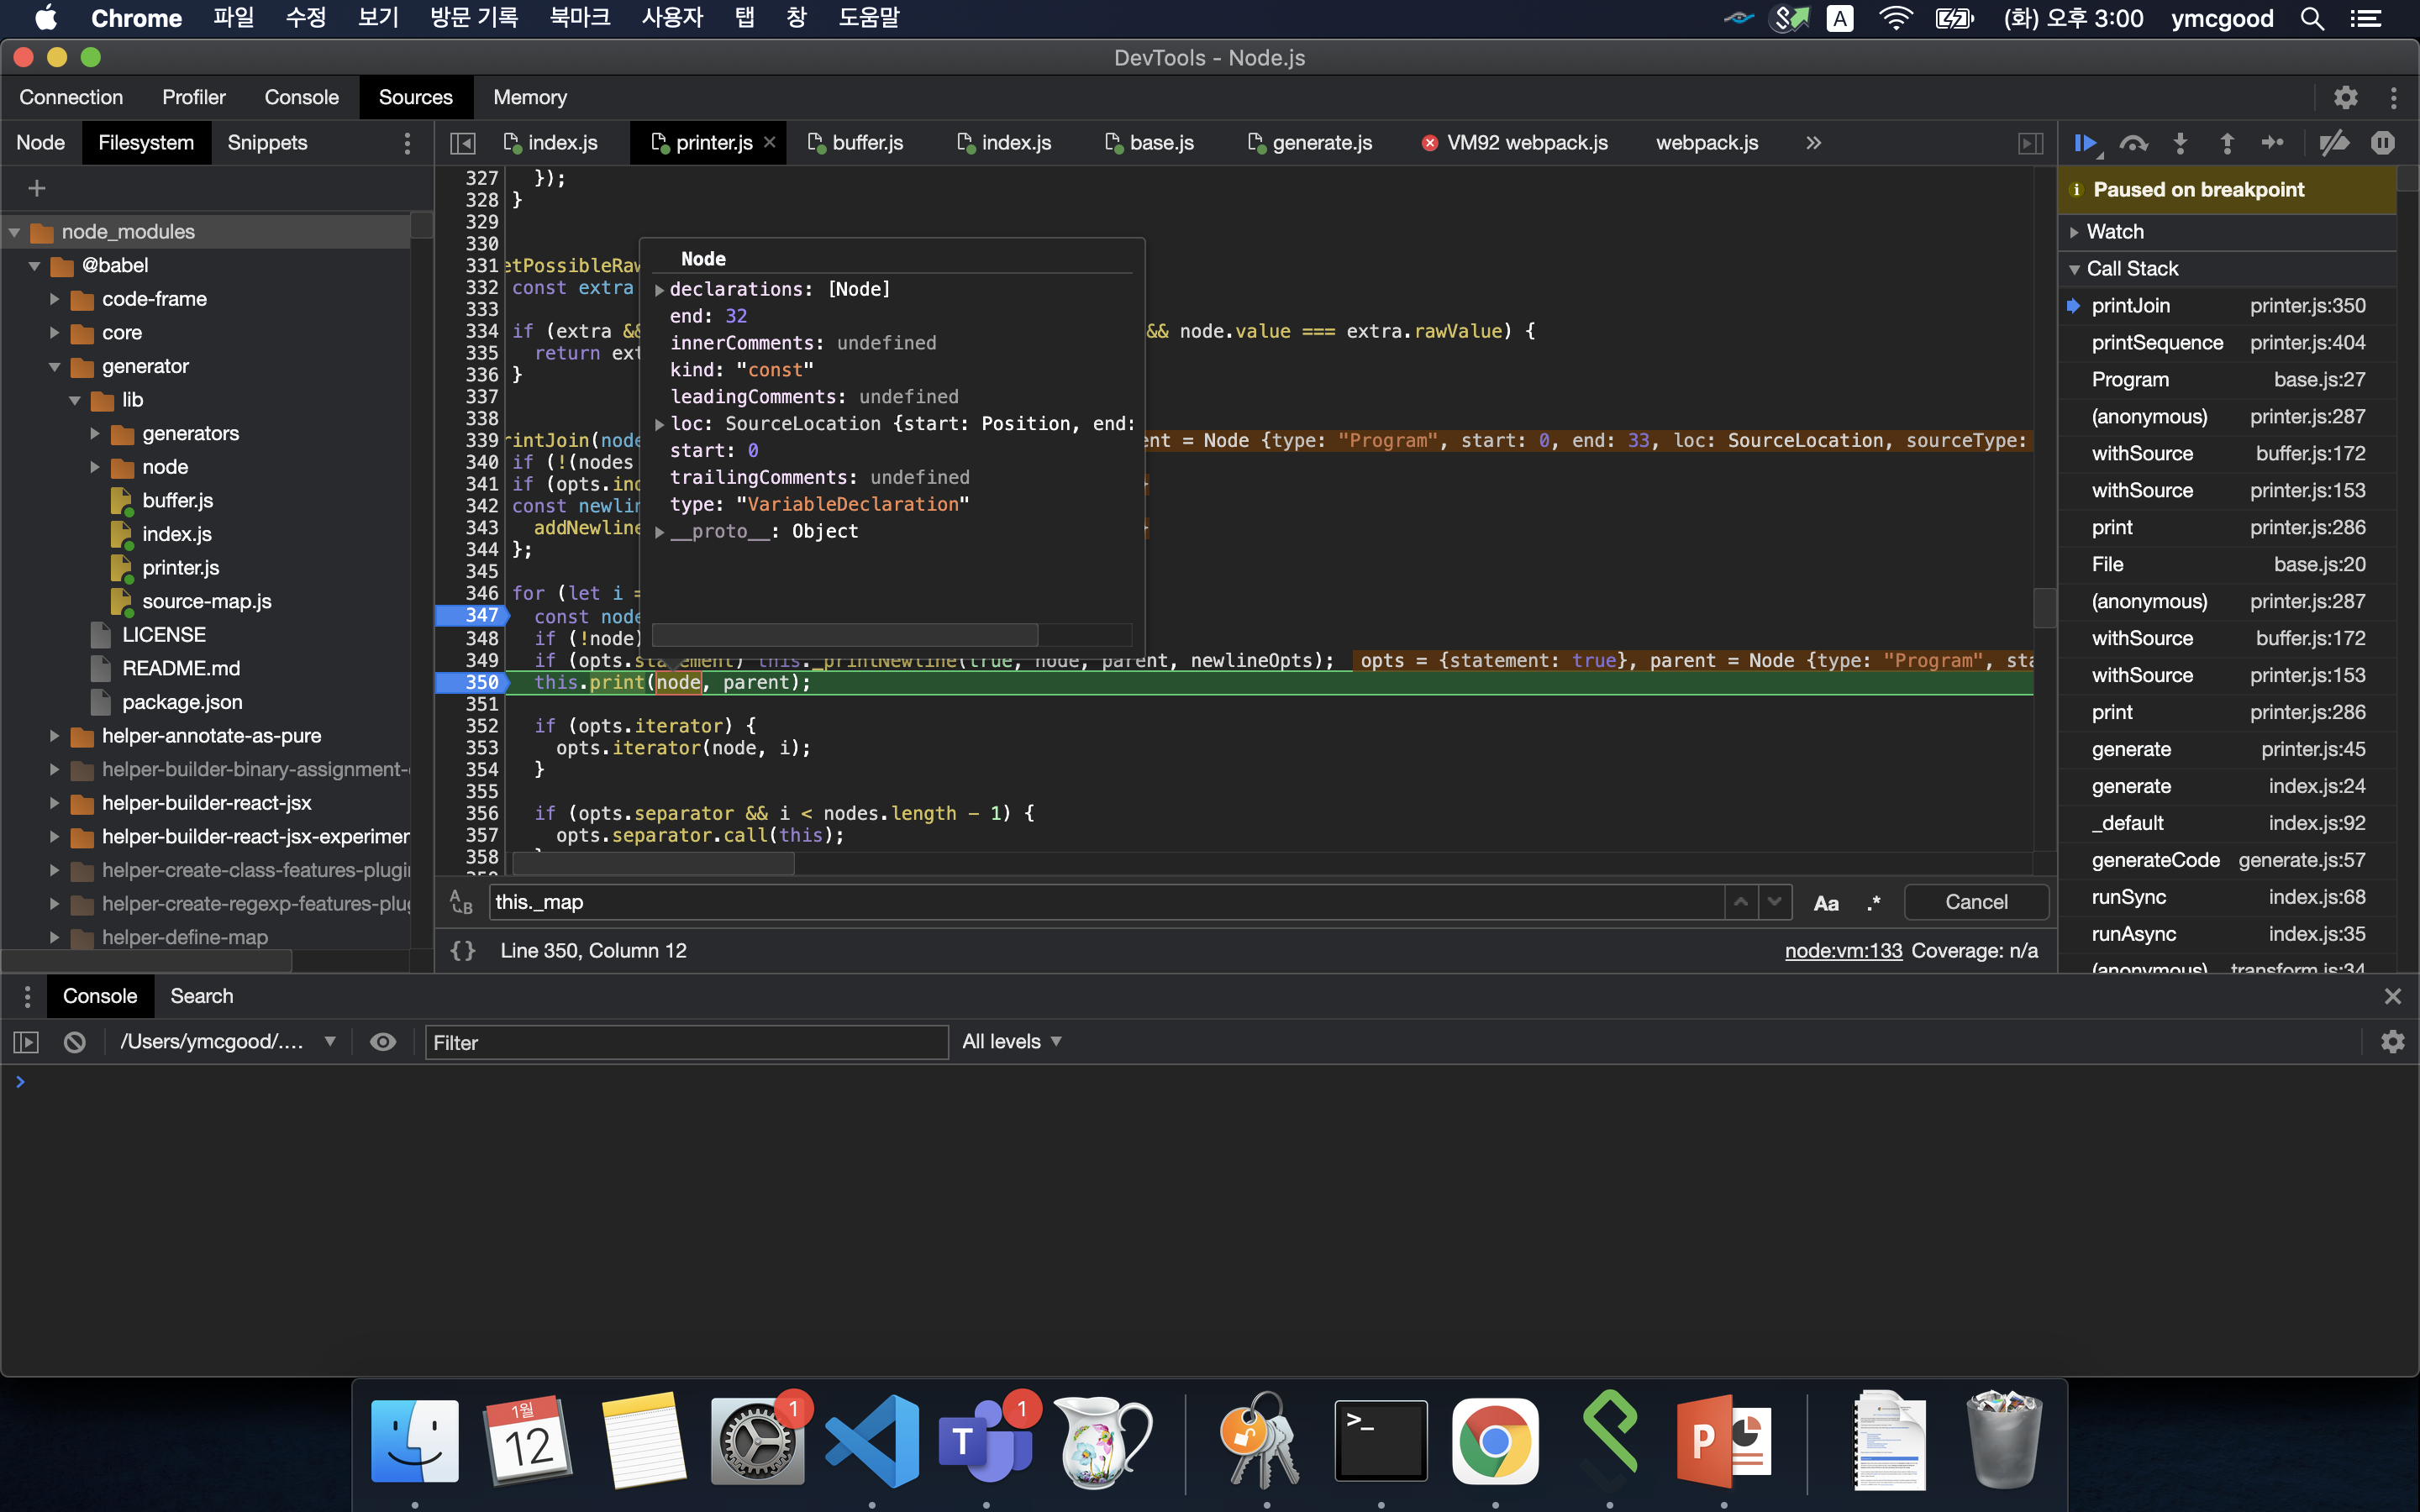 Chrome 파일 수정 보기 방문 기록 북마크 사용자 탭 창 도움말 A (화) 오후 3:00 ymcgood
DevTools - Node.js
Connection Profiler Console Sources Memory
Node Filesystem Snippets
index.js printer.js buffer.js index.js base.js generate.js VM92 webpack.js webpack.js
node_modules
@babel
code-frame
core
generator
lib
generators
node
buffer.js
index.js
printer.js
source-map.js
LICENSE
README.md
package.json
helper-annotate-as-pure
helper-builder-binary-assignment-
helper-builder-react-jsx
helper-builder-react-jsx-experimer
helper-create-class-features-plugi
helper-create-regexp-features-plu
helper-define-map
327 });
328 }
329
330
331 etPossibleRaw
332 const extra
333
334 if (extra && && node.value === extra.rawValue) {
335 return ext
336 }
337
338
339 rintJoin(node ent = Node {type: "Program", start: 0, end: 33, loc: SourceLocation, sourceType:
340 if (!(nodes
341 if (opts.ind
342 const newlin
343 addNewline
344 };
345
346 for (let i =
347 const node
348 if (!node)
349 if (opts.statement) this._printNewline(true, node, parent, newlineOpts); opts = {statement: true}, parent = Node {type: "Program", sta
350 this.print(node, parent);
351
352 if (opts.iterator) {
353 opts.iterator(node, i);
354 }
355
356 if (opts.separator && i < nodes.length - 1) {
357 opts.separator.call(this);
358
Node
declarations: [Node]
end: 32
innerComments: undefined
kind: "const"
leadingComments: undefined
loc: SourceLocation {start: Position, end:
start: 0
trailingComments: undefined
type: "VariableDeclaration"
__proto__: Object
this._map Aa .* Cancel
{} Line 350, Column 12 node:vm:133 Coverage: n/a
Paused on breakpoint
Watch
Call Stack
printJoin printer.js:350
printSequence printer.js:404
Program base.js:27
(anonymous) printer.js:287
withSource buffer.js:172
withSource printer.js:153
print printer.js:286
File base.js:20
(anonymous) printer.js:287
withSource buffer.js:172
withSource printer.js:153
print printer.js:286
generate printer.js:45
generate index.js:24
_default index.js:92
generateCode generate.js:57
runSync index.js:68
runAsync index.js:35
(anonymous) transform.js:34
Console Search
/Users/ymcgood/.... Filter All levels
>
1월
12
1
T
1
>_
P